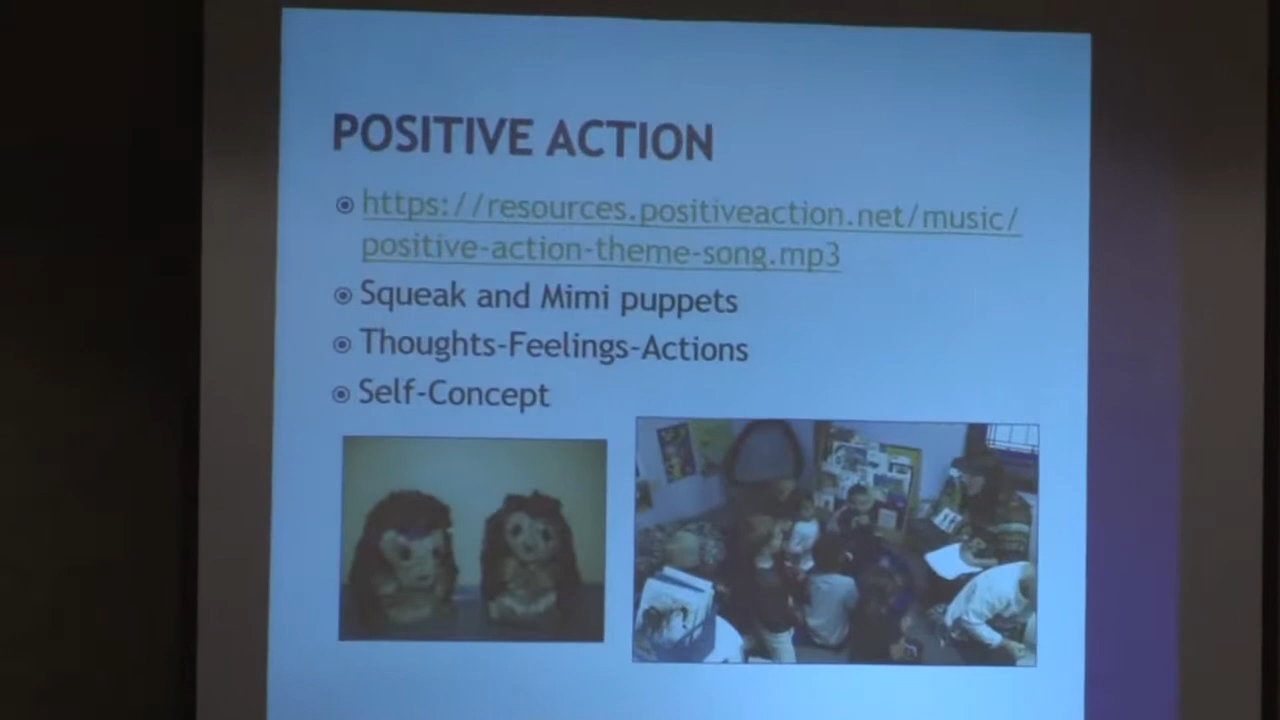 POSITIVE ACTION
https://resources.positiveaction.net/music/
positive-action-theme-song.mp3
Squeak and Mimi puppets
Thoughts-Feelings-Actions
Self-Concept